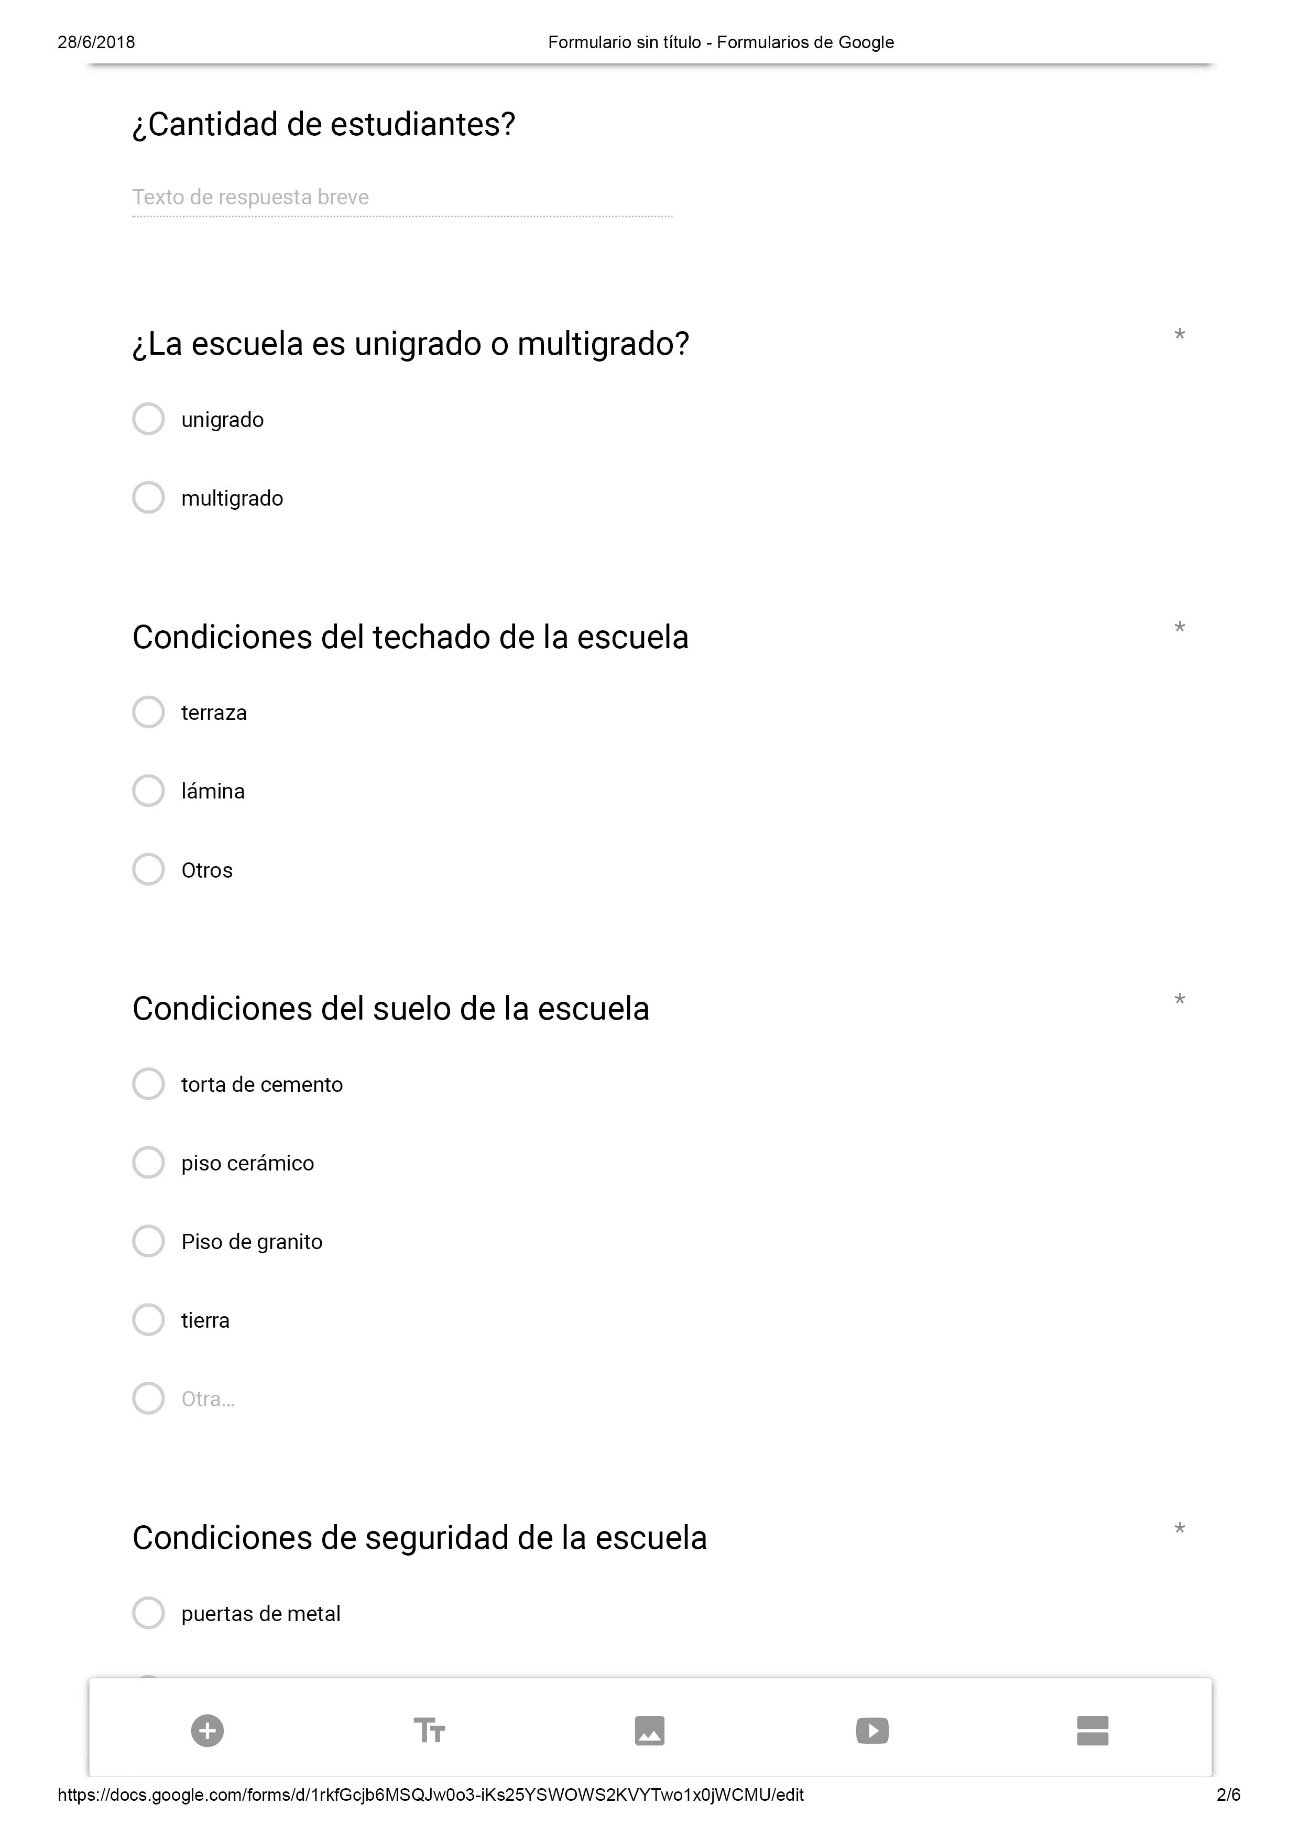 28/6/2018
Formulario sin título - Formularios de Google
¿Cantidad de estudiantes?
Texto de respuesta breve
¿La escuela es unigrado o multigrado? *
unigrado
multigrado
Condiciones del techado de la escuela *
terraza
lámina
Otros
Condiciones del suelo de la escuela *
torta de cemento
piso cerámico
Piso de granito
tierra
Otra...
Condiciones de seguridad de la escuela *
puertas de metal
Tт
https://docs.google.com/forms/d/1rkfGcjb6MSQJw0o3-iKs25YSWOWS2KVYTwo1x0jWCMU/edit
2/6